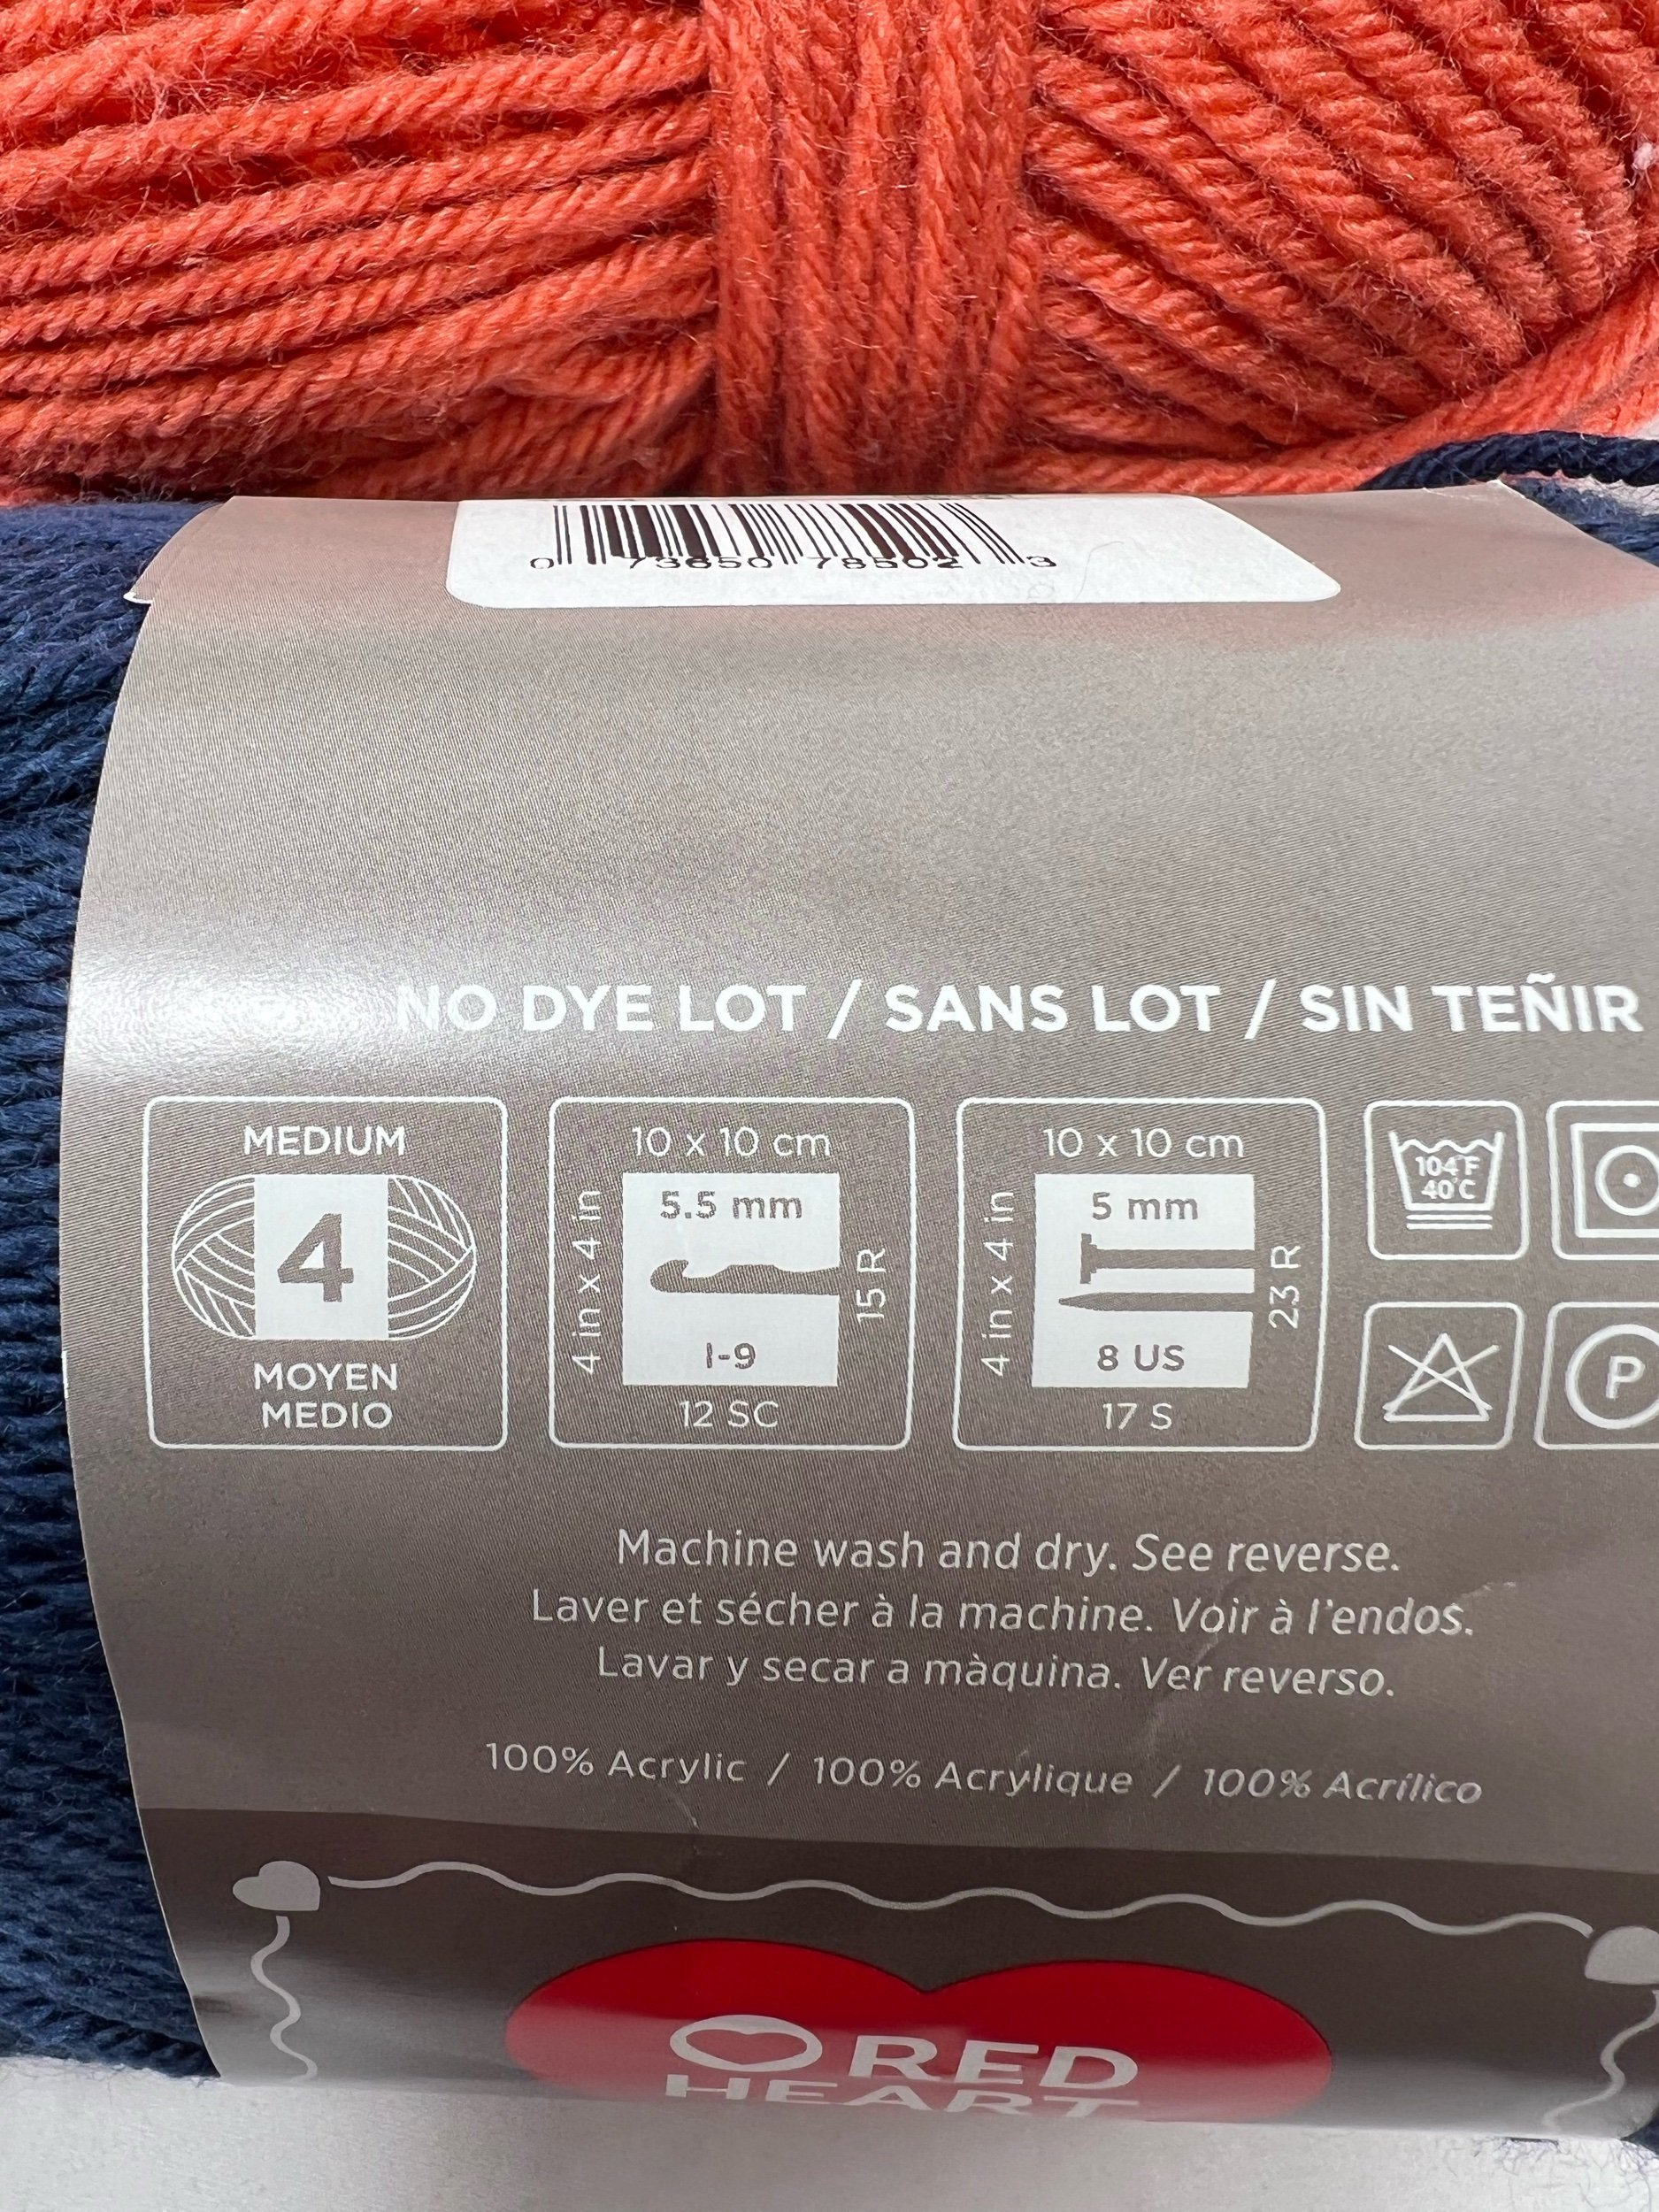 0 73650 78502 3
NO DYE LOT / SANS LOT / SIN TEÑIR
MEDIUM
4
MOYEN
MEDIO
10 x 10 cm
4 in x 4 in
5.5 mm
I-9
15 R
12 SC
10 x 10 cm
4 in x 4 in
5 mm
8 US
23 R
17 S
104°F
40°C
P
Machine wash and dry. See reverse.
Laver et sécher à la machine. Voir à l'endos.
Lavar y secar a màquina. Ver reverso.
100% Acrylic / 100% Acrylique / 100% Acrílico
RED
HEART